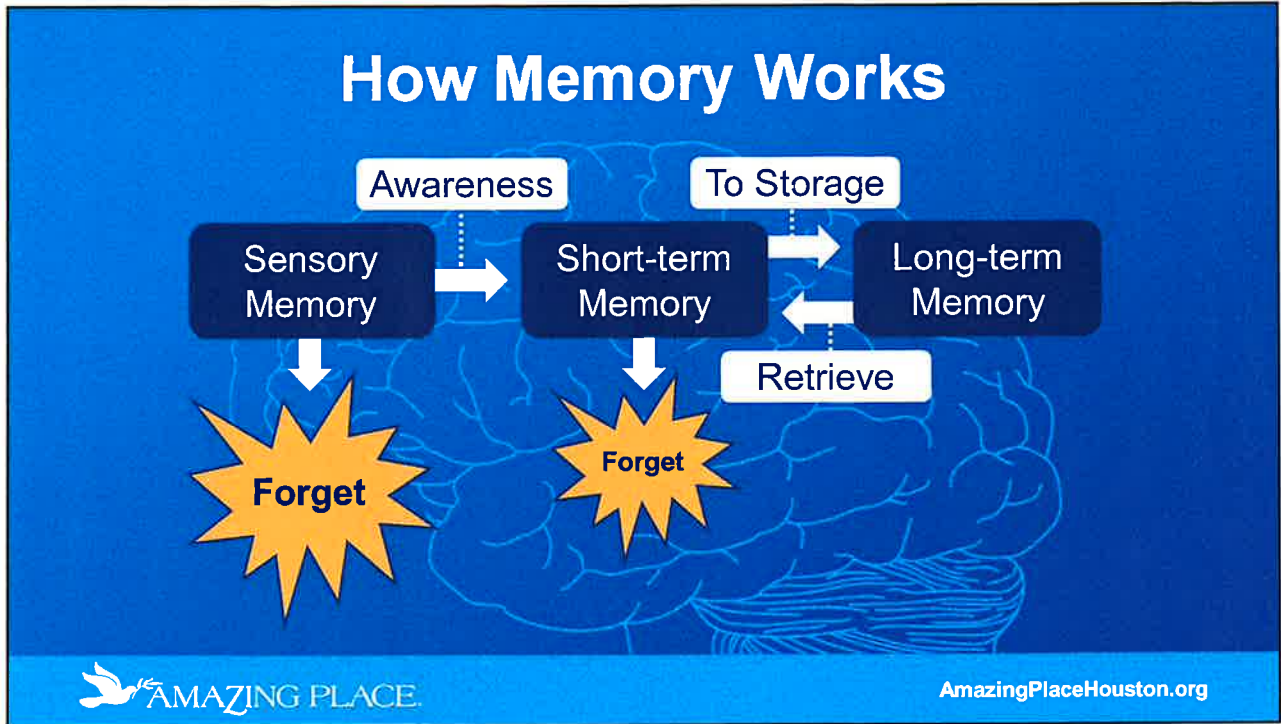 How Memory Works
Awareness
To Storage
Sensory
Memory
Short-term
Memory
Long-term
Memory
Retrieve
Forget
Forget
AMAZING PLACE.
AmazingPlaceHouston.org